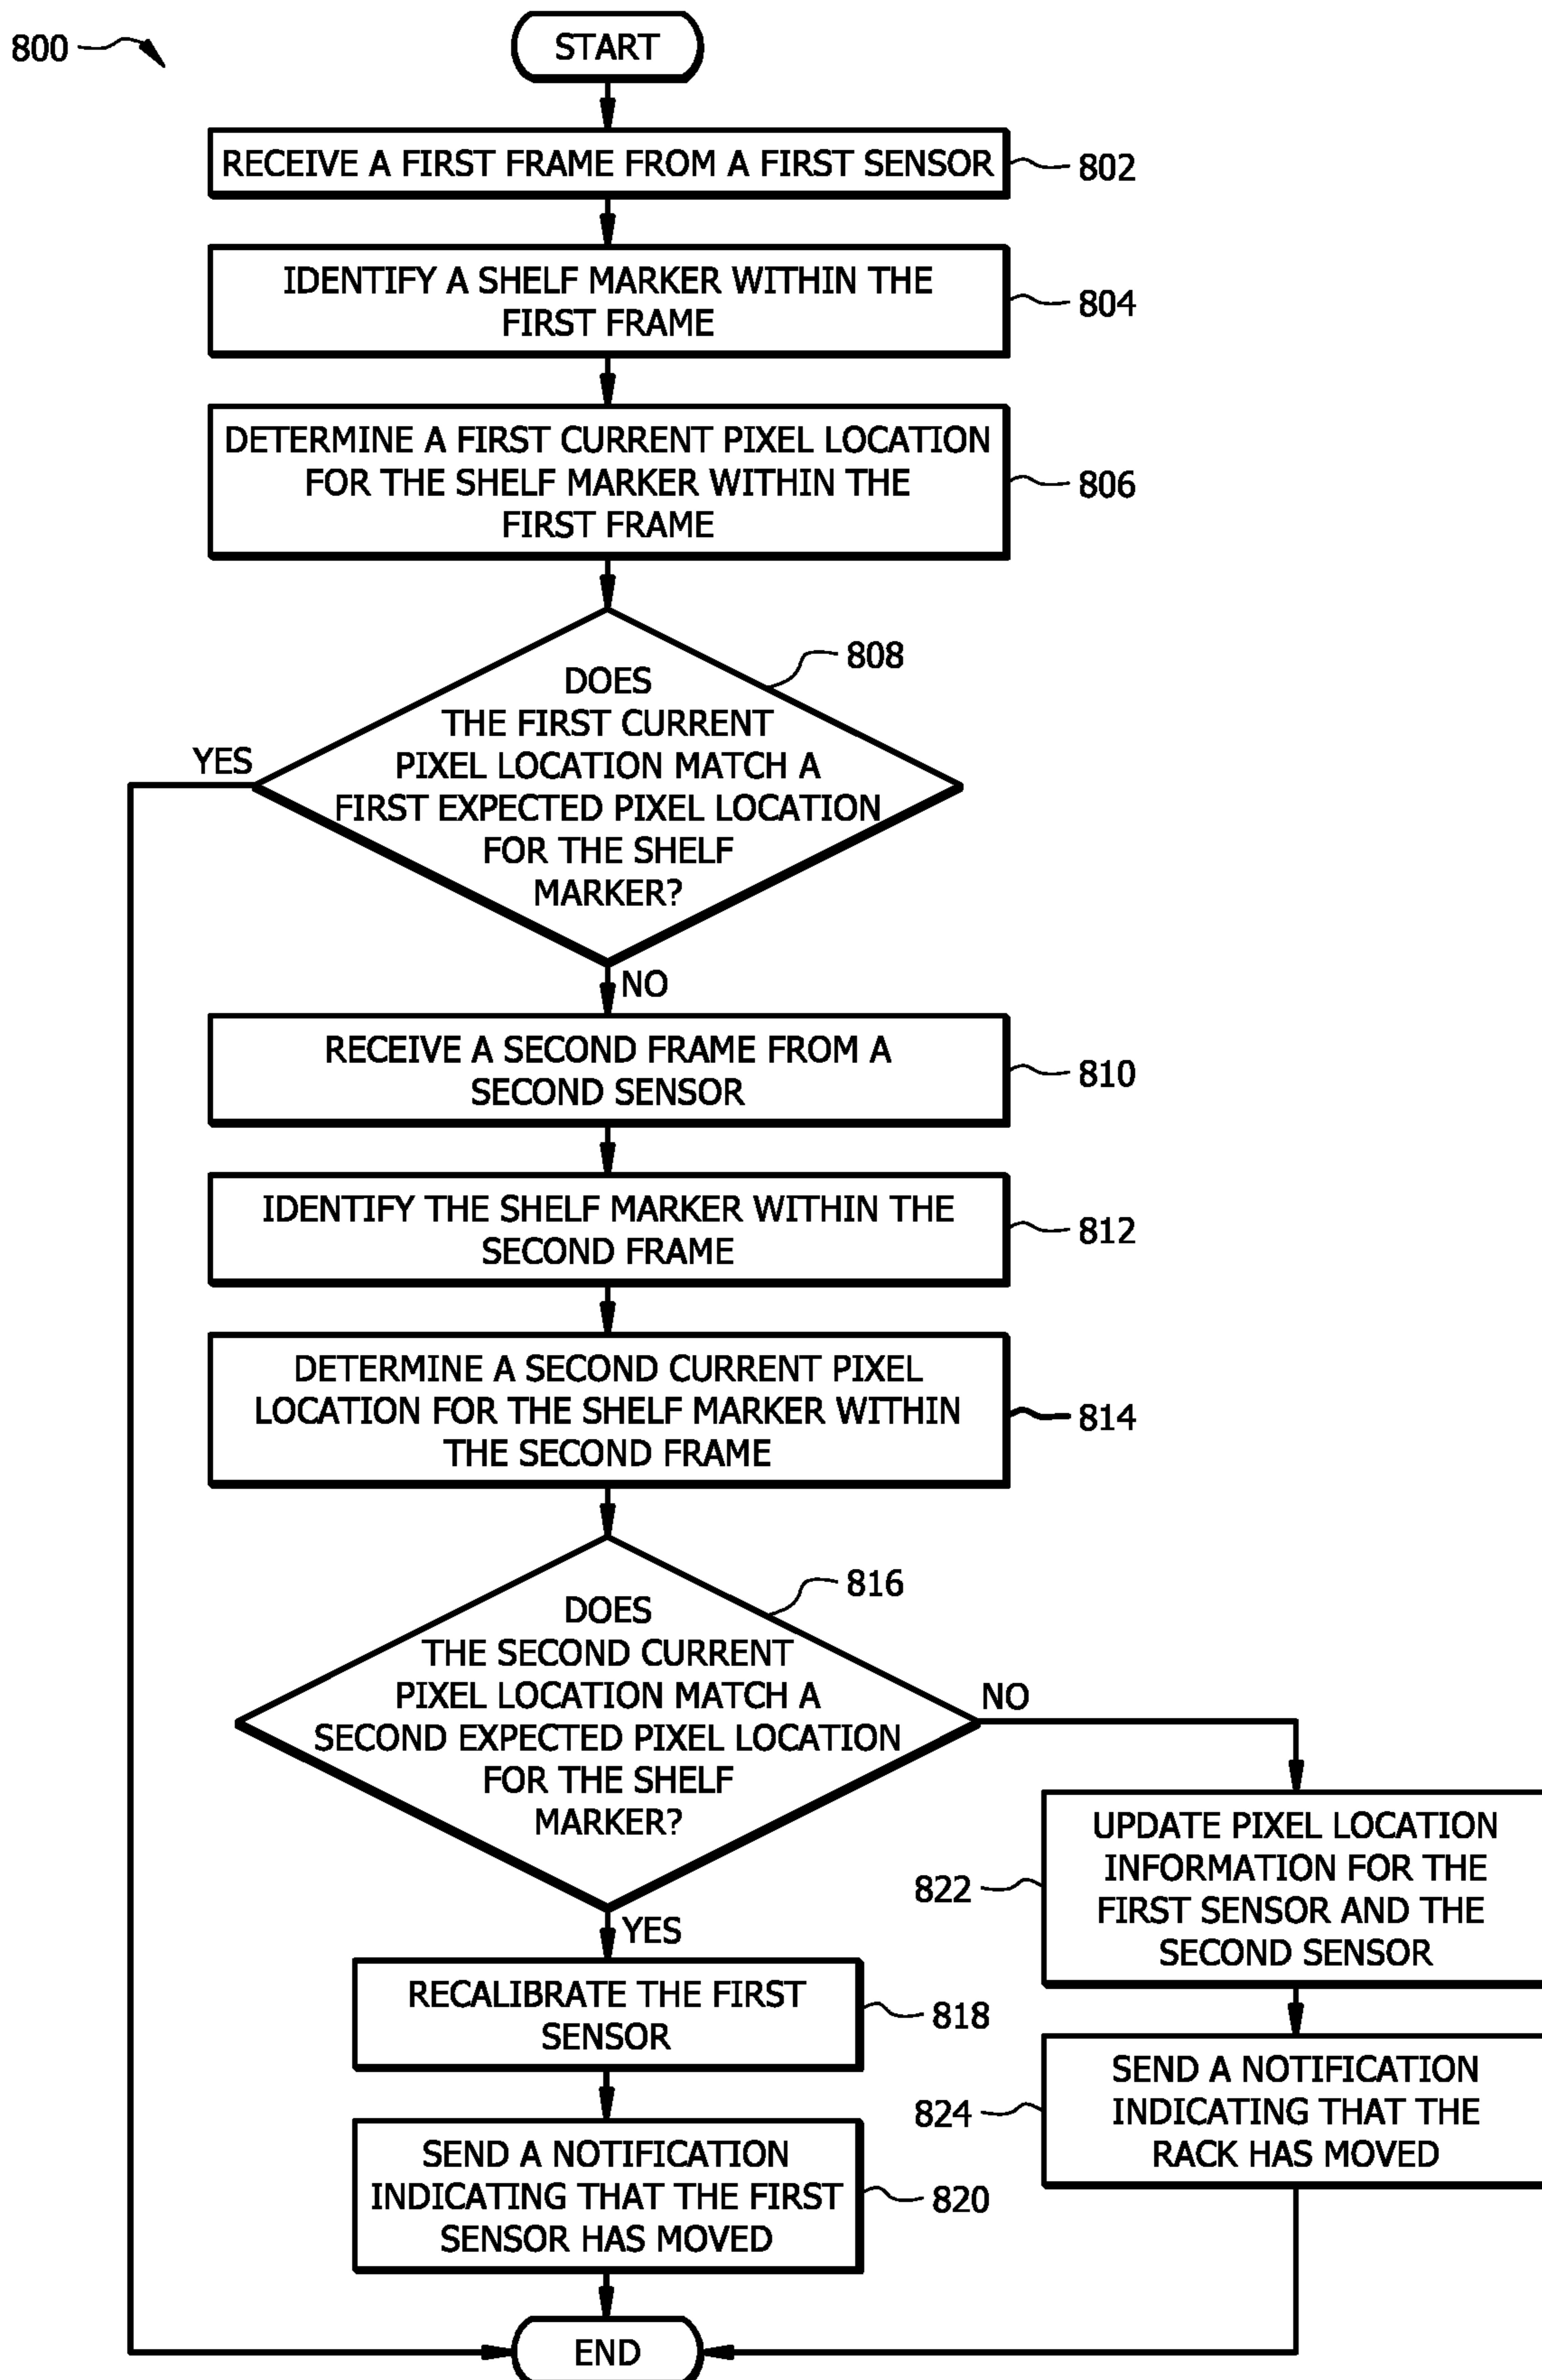 800
START
RECEIVE A FIRST FRAME FROM A FIRST SENSOR
802
IDENTIFY A SHELF MARKER WITHIN THE
FIRST FRAME
804
DETERMINE A FIRST CURRENT PIXEL LOCATION
FOR THE SHELF MARKER WITHIN THE
FIRST FRAME
806
808
DOES
THE FIRST CURRENT
PIXEL LOCATION MATCH A
FIRST EXPECTED PIXEL LOCATION
FOR THE SHELF
MARKER?
YES
NO
RECEIVE A SECOND FRAME FROM A
SECOND SENSOR
810
IDENTIFY THE SHELF MARKER WITHIN THE
SECOND FRAME
812
DETERMINE A SECOND CURRENT PIXEL
LOCATION FOR THE SHELF MARKER WITHIN
THE SECOND FRAME
814
816
DOES
THE SECOND CURRENT
PIXEL LOCATION MATCH A
SECOND EXPECTED PIXEL LOCATION
FOR THE SHELF
MARKER?
NO
YES
UPDATE PIXEL LOCATION
INFORMATION FOR THE
FIRST SENSOR AND THE
SECOND SENSOR
822
RECALIBRATE THE FIRST
SENSOR
818
SEND A NOTIFICATION
INDICATING THAT THE
RACK HAS MOVED
824
SEND A NOTIFICATION
INDICATING THAT THE FIRST
SENSOR HAS MOVED
820
END